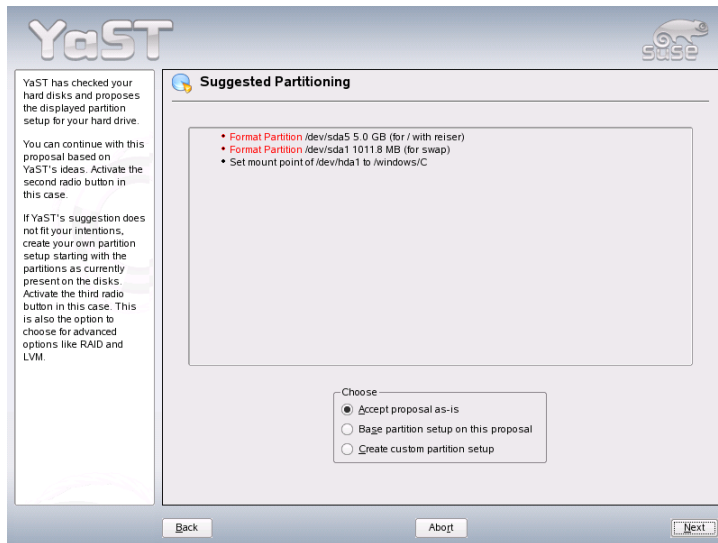 YaST
SUSE
YaST has checked your
hard disks and proposes
the displayed partition
setup for your hard drive.
You can continue with this
proposal based on
YaST's ideas. Activate the
second radio button in
this case.
If YaST's suggestion does
not fit your intentions,
create your own partition
setup starting with the
partitions as currently
present on the disks.
Activate the third radio
button in this case. This
is also the option to
choose for advanced
options like RAID and
LVM.
Suggested Partitioning
Format Partition /dev/sda5 5.0 GB (for / with reiser)
Format Partition /dev/sda1 1011.8 MB (for swap)
Set mount point of /dev/hda1 to /windows/C
Choose
Accept proposal as-is
Base partition setup on this proposal
Create custom partition setup
Back
Abort
Next